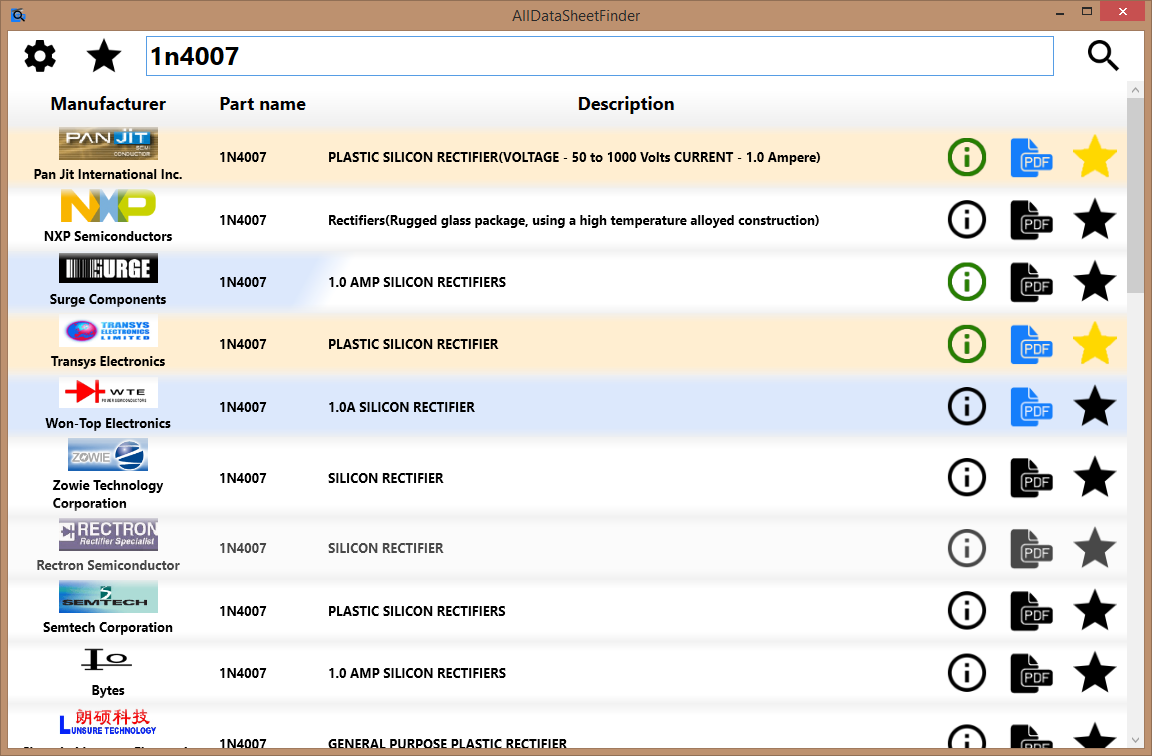 AllDataSheetFinder
1n4007
Manufacturer Part name Description
PAN JIT
SEMI
CONDUCTOR
Pan Jit International Inc.
1N4007 PLASTIC SILICON RECTIFIER(VOLTAGE - 50 to 1000 Volts CURRENT - 1.0 Ampere) PDF
NXP
NXP Semiconductors
1N4007 Rectifiers(Rugged glass package, using a high temperature alloyed construction) PDF
SURGE
Surge Components
1N4007 1.0 AMP SILICON RECTIFIERS PDF
TRANSYS
ELECTRONICS
LIMITED
Transys Electronics
1N4007 PLASTIC SILICON RECTIFIER PDF
WTE
POWER SEMICONDUCTORS
Won-Top Electronics
1N4007 1.0A SILICON RECTIFIER PDF
ZOWIE
Zowie Technology
Corporation
1N4007 SILICON RECTIFIER PDF
RECTRON
Rectifier Specialist
Rectron Semiconductor
1N4007 SILICON RECTIFIER PDF
SEMTECH
Semtech Corporation
1N4007 PLASTIC SILICON RECTIFIERS PDF
Bytes
1N4007 1.0 AMP SILICON RECTIFIERS PDF
朗硕科技
LUNSURE TECHNOLOGY
1N4007 GENERAL PURPOSE PLASTIC RECTIFIER PDF